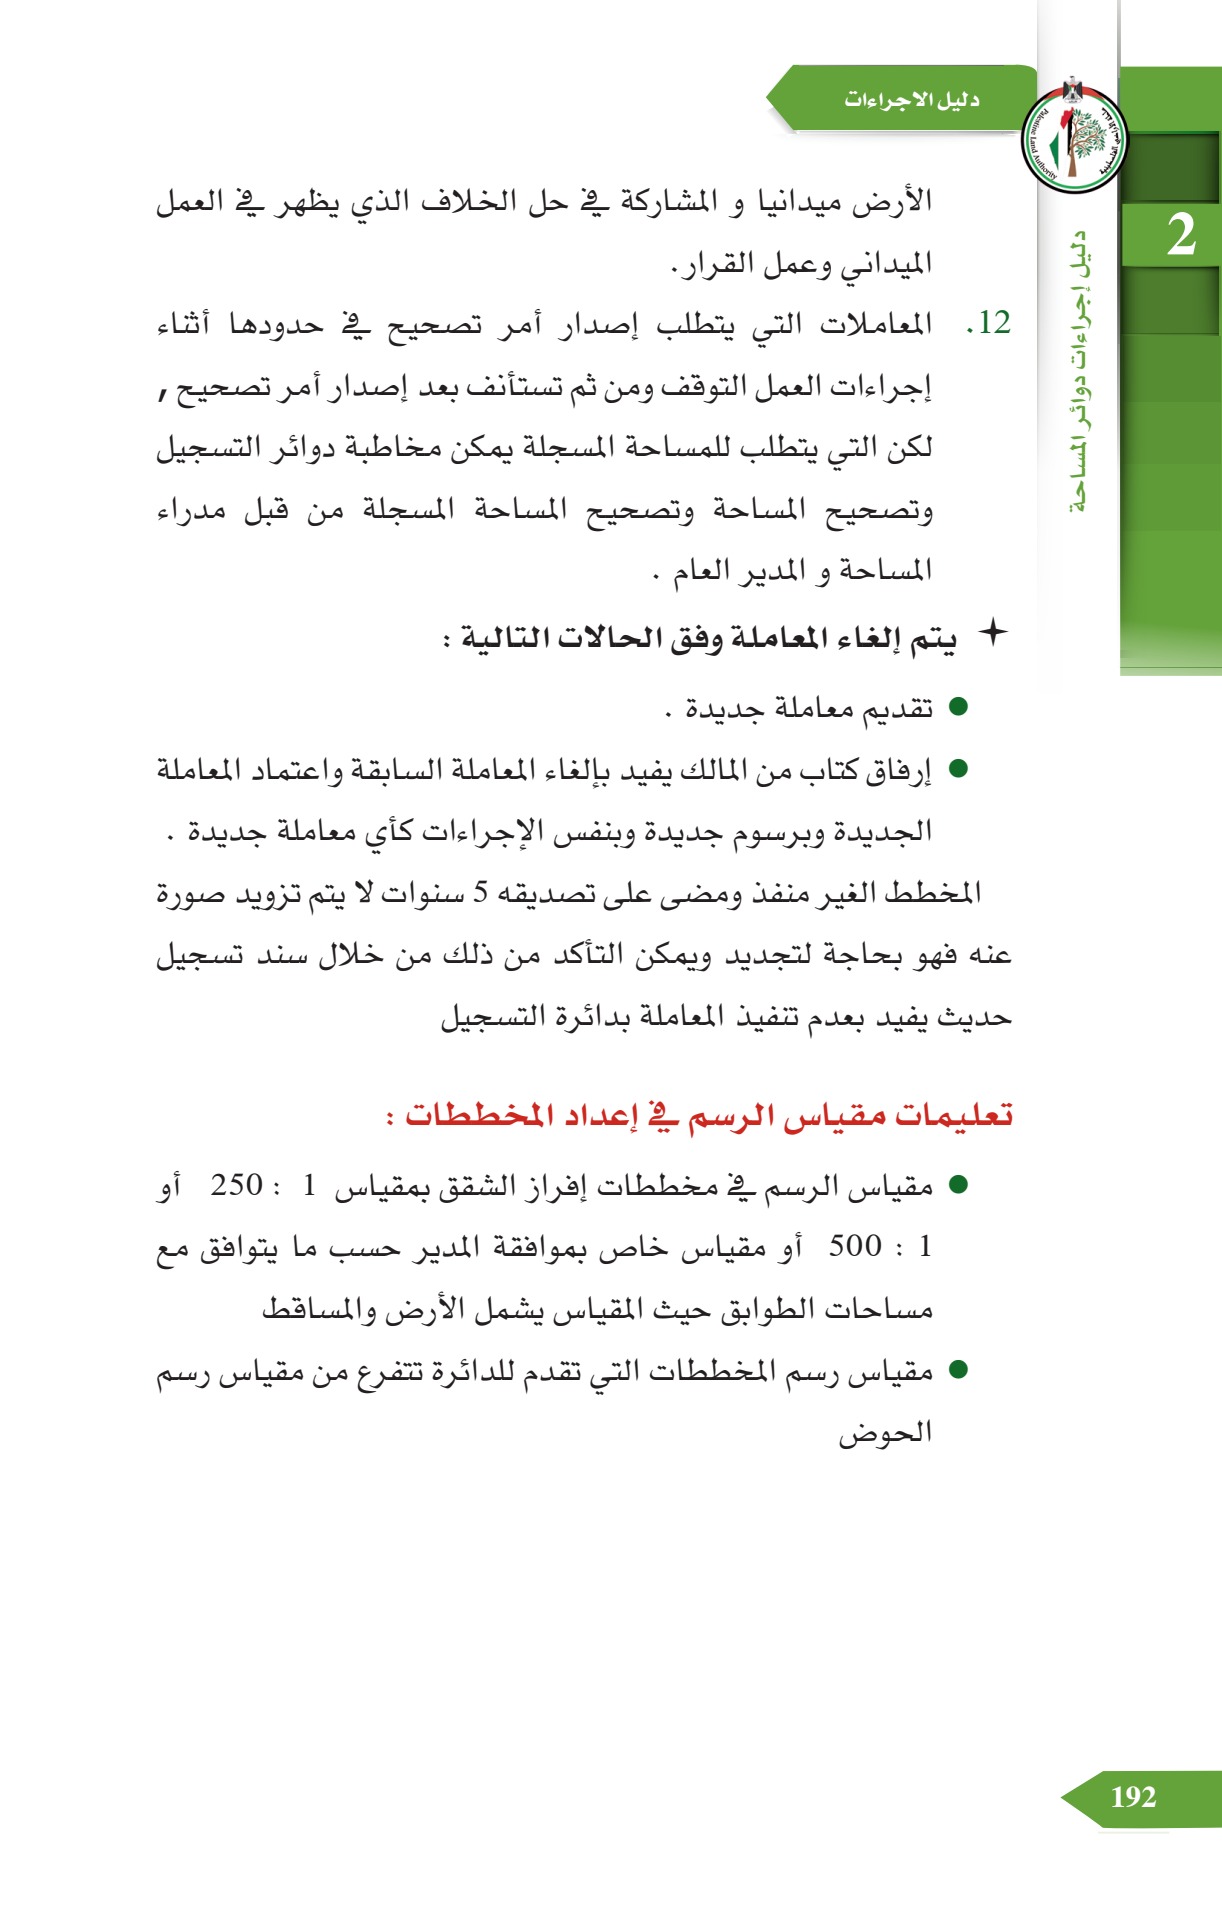 دليل الاجراءات
Palestine Land Authority
2
دليل إجراءات دوائر المساحة
الأرض ميدانيا و المشاركة في حل الخلاف الذي يظهر في العمل
الميداني وعمل القرار.
12. المعاملات التي يتطلب إصدار أمر تصحيح في حدودها أثناء
إجراءات العمل التوقف ومن ثم تستأنف بعد إصدار أمر تصحيح ,
لكن التي يتطلب للمساحة المسجلة يمكن مخاطبة دوائر التسجيل
وتصحيح المساحة وتصحيح المساحة المسجلة من قبل مدراء
المساحة و المدير العام .
يتم إلغاء المعاملة وفق الحالات التالية :
● تقديم معاملة جديدة .
● إرفاق كتاب من المالك يفيد بإلغاء المعاملة السابقة واعتماد المعاملة
الجديدة وبرسوم جديدة وبنفس الإجراءات كأي معاملة جديدة .
المخطط الغير منفذ ومضى على تصديقه 5 سنوات لا يتم تزويد صورة
عنه فهو بحاجة لتجديد ويمكن التأكد من ذلك من خلال سند تسجيل
حديث يفيد بعدم تنفيذ المعاملة بدائرة التسجيل
تعليمات مقياس الرسم في إعداد المخططات :
● مقياس الرسم في مخططات إفراز الشقق بمقياس 1 : 250 أو
1 : 500 أو مقياس خاص بموافقة المدير حسب ما يتوافق مع
مساحات الطوابق حيث المقياس يشمل الأرض والمساقط
● مقياس رسم المخططات التي تقدم للدائرة تتفرع من مقياس رسم
الحوض
192